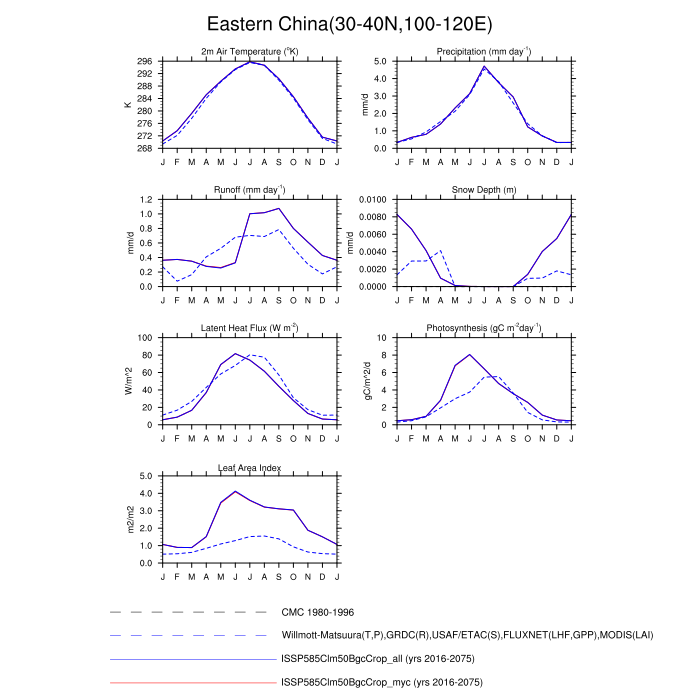 Eastern China(30-40N,100-120E)
2m Air Temperature (°K)
296
292
288
284
280
276
272
268
K
J F M A M J J A S O N D J
Precipitation (mm day-1)
5.0
4.0
3.0
2.0
1.0
0.0
mm/d
J F M A M J J A S O N D J
Runoff (mm day-1)
1.2
1.0
0.8
0.6
0.4
0.2
0.0
mm/d
J F M A M J J A S O N D J
Snow Depth (m)
0.0100
0.0080
0.0060
0.0040
0.0020
0.0000
mm/d
J F M A M J J A S O N D J
Latent Heat Flux (W m-2)
100
80
60
40
20
0
W/m^2
J F M A M J J A S O N D J
Photosynthesis (gC m-2day-1)
10
8
6
4
2
0
gC/m^2/d
J F M A M J J A S O N D J
Leaf Area Index
5.0
4.0
3.0
2.0
1.0
0.0
m2/m2
J F M A M J J A S O N D J
CMC 1980-1996
Willmott-Matsuura(T,P),GRDC(R),USAF/ETAC(S),FLUXNET(LHF,GPP),MODIS(LAI)
ISSP585Clm50BgcCrop_all (yrs 2016-2075)
ISSP585Clm50BgcCrop_myc (yrs 2016-2075)